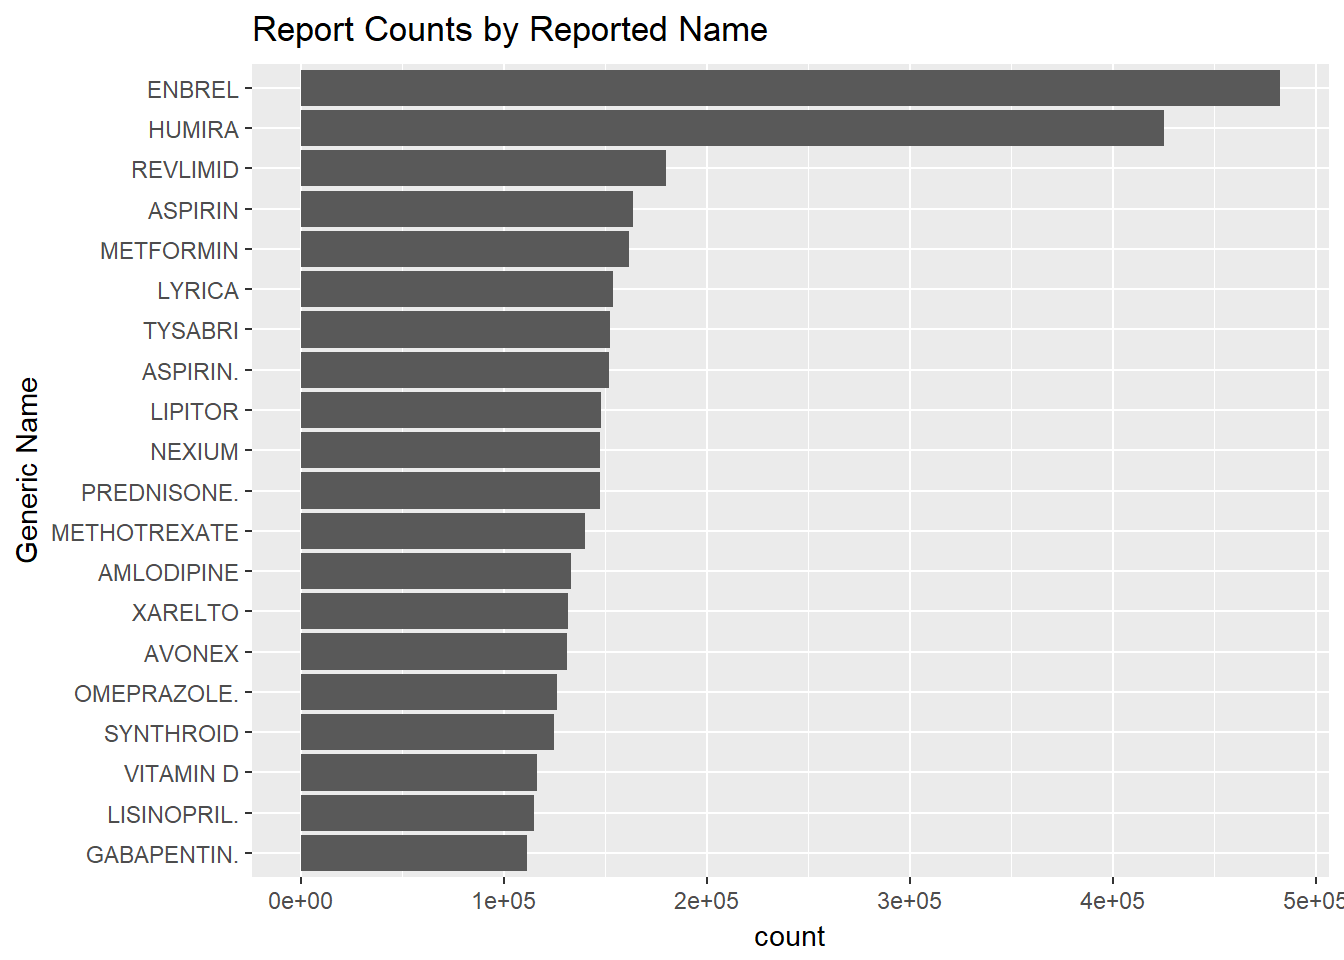 Report Counts by Reported Name
ENBREL
HUMIRA
REVLIMID
ASPIRIN
METFORMIN
LYRICA
TYSABRI
ASPIRIN.
LIPITOR
NEXIUM
PREDNISONE.
METHOTREXATE
AMLODIPINE
XARELTO
AVONEX
OMEPRAZOLE.
SYNTHROID
VITAMIN D
LISINOPRIL.
GABAPENTIN.
Generic Name
0e+00 1e+05 2e+05 3e+05 4e+05 5e+05
count